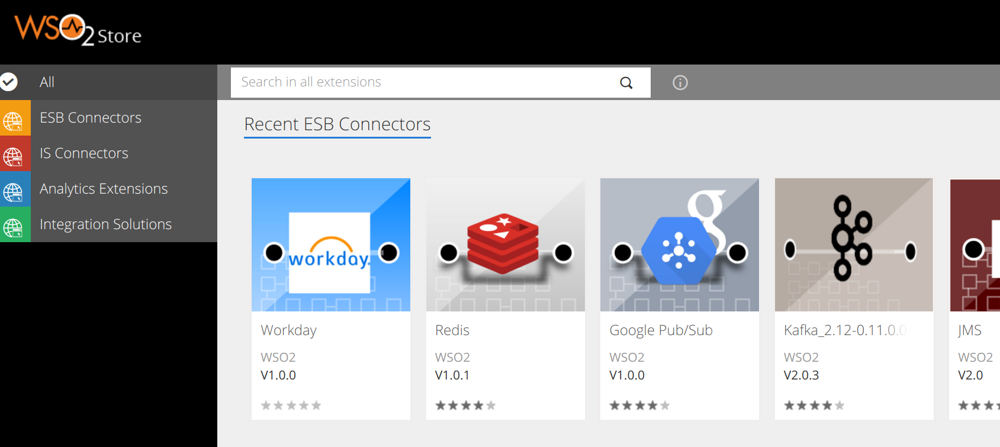 WSO2 Store
All
Search in all extensions
ESB Connectors
IS Connectors
Analytics Extensions
Integration Solutions
Recent ESB Connectors
workday.
Workday
WSO2
V1.0.0
Redis
WSO2
V1.0.1
g
Google Pub/Sub
WSO2
V1.0.0
Kafka_2.12-0.11.0.0
WSO2
V2.0.3
JMS
WSO2
V2.0